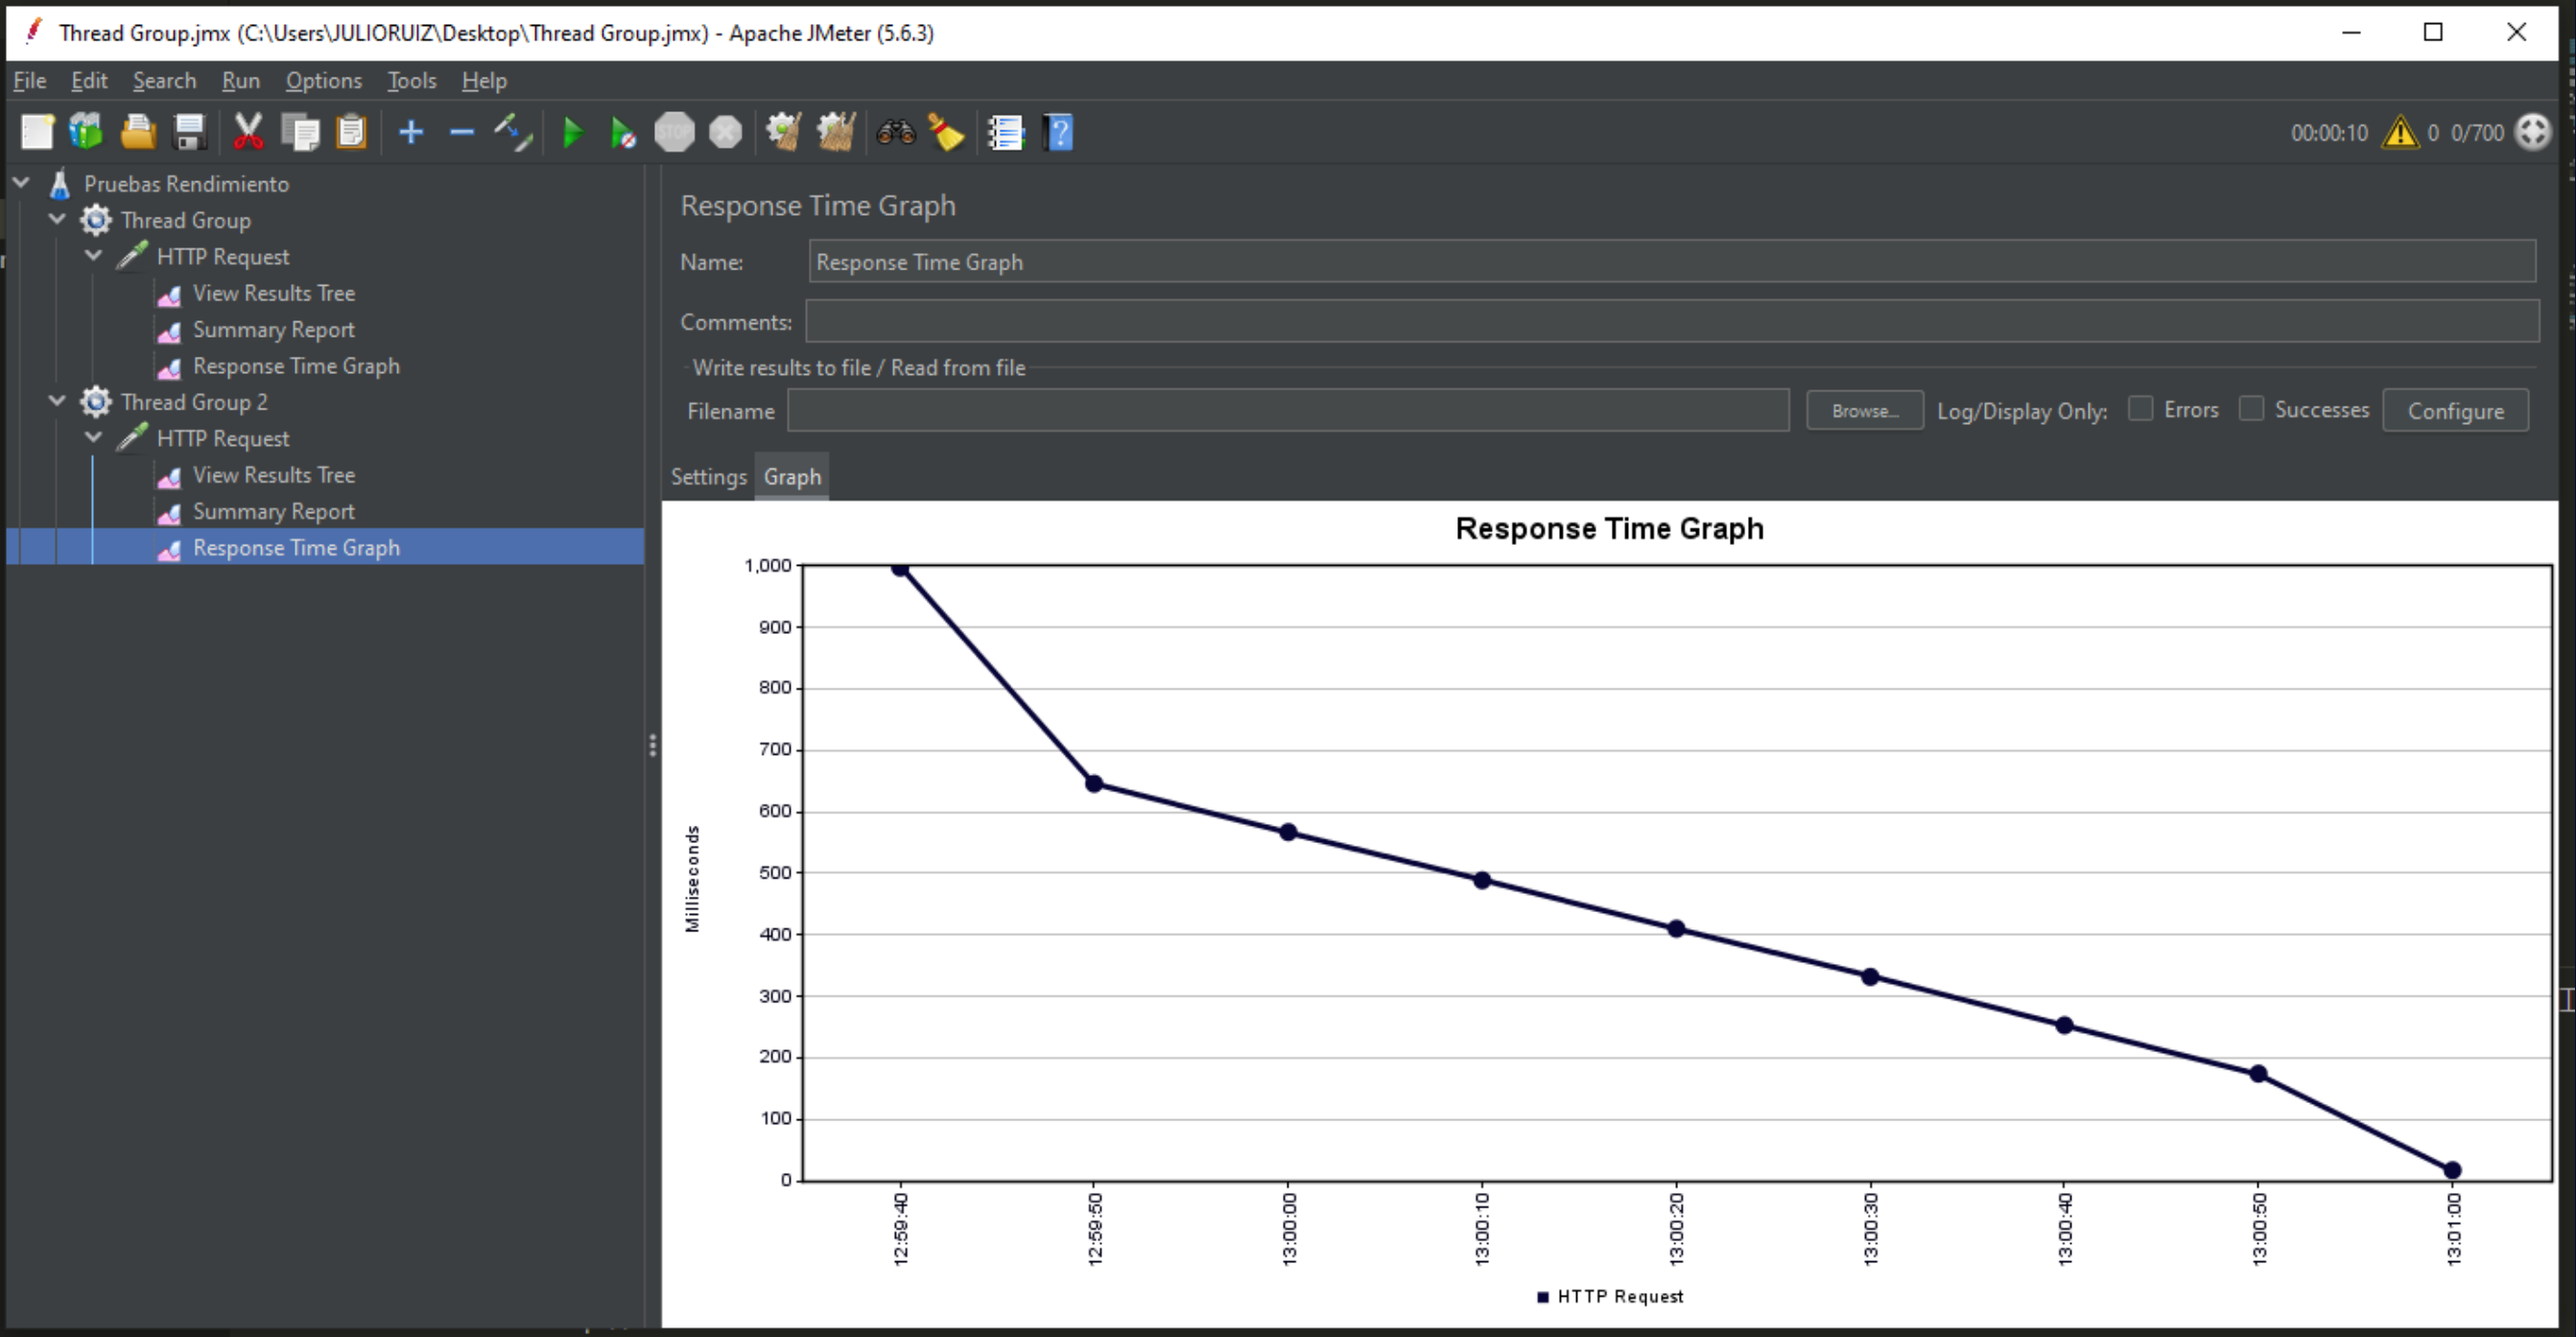 Thread Group.jmx (C:\Users\JULIORUIZ\Desktop\Thread Group.jmx) - Apache JMeter (5.6.3)
File Edit Search Run Options Tools Help
STOP
00:00:10 0 0/700
Pruebas Rendimiento
Thread Group
HTTP Request
View Results Tree
Summary Report
Response Time Graph
Thread Group 2
HTTP Request
View Results Tree
Summary Report
Response Time Graph
Response Time Graph
Name: Response Time Graph
Comments:
Write results to file / Read from file
Filename Browse... Log/Display Only: Errors Successes Configure
Settings Graph
Response Time Graph
1,000
900
800
700
600
500
400
300
200
100
0
Milliseconds
12:59:40
12:59:50
13:00:00
13:00:10
13:00:20
13:00:30
13:00:40
13:00:50
13:01:00
HTTP Request